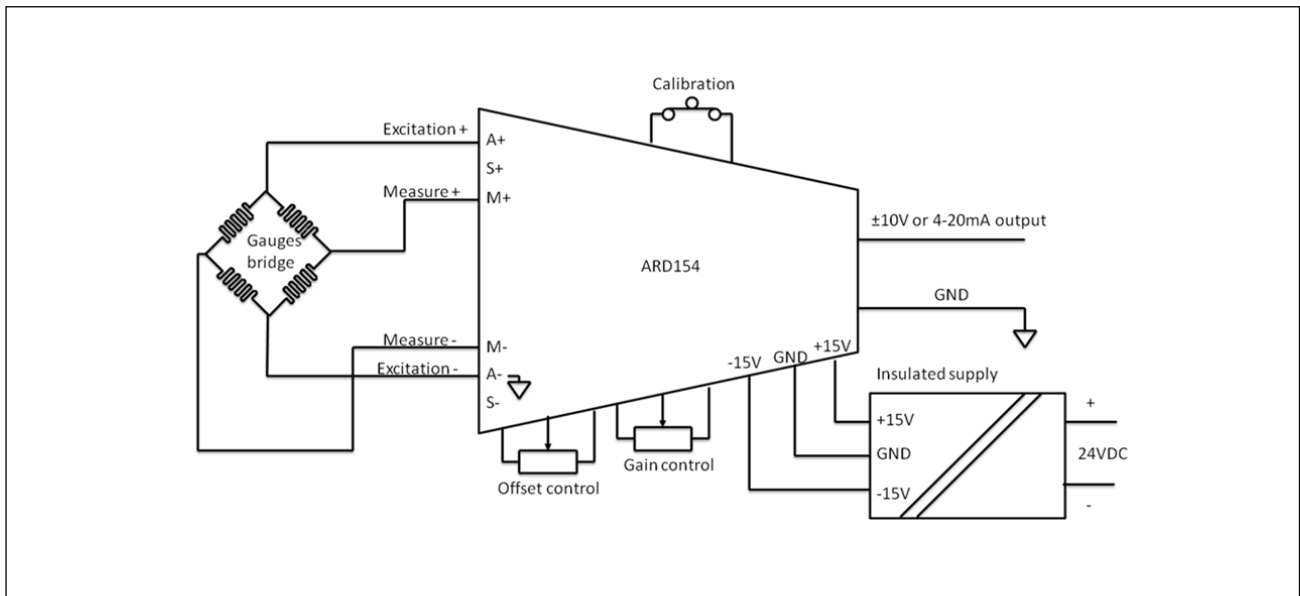 Calibration
Excitation +
A+
S+
Measure +
M+
±10V or 4-20mA output
Gauges
bridge
ARD154
GND
Measure -
M-
+15V
GND
-15V
Excitation -
A-
Insulated supply
S-
+
+15V
GND
24VDC
Gain control
Offset control
-15V
-